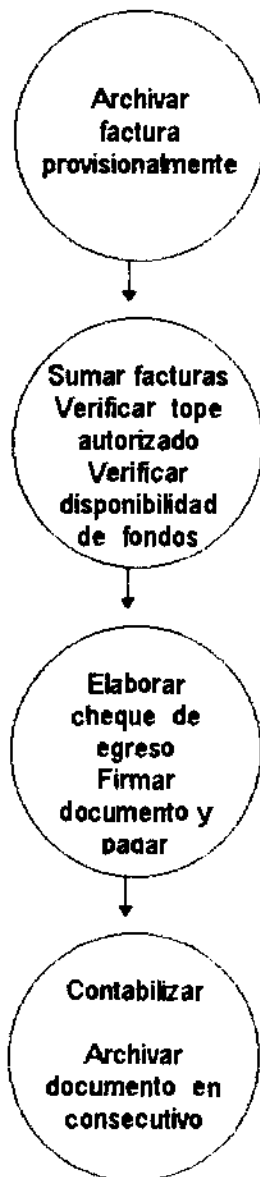 Archivar
factura
provisionalmente
Sumar facturas
Verificar tope
autorizado
Verificar
disponibilidad
de fondos
Elaborar
cheque de
egreso
Firmar
documento y
pagar
Contabilizar
Archivar
documento en
consecutivo